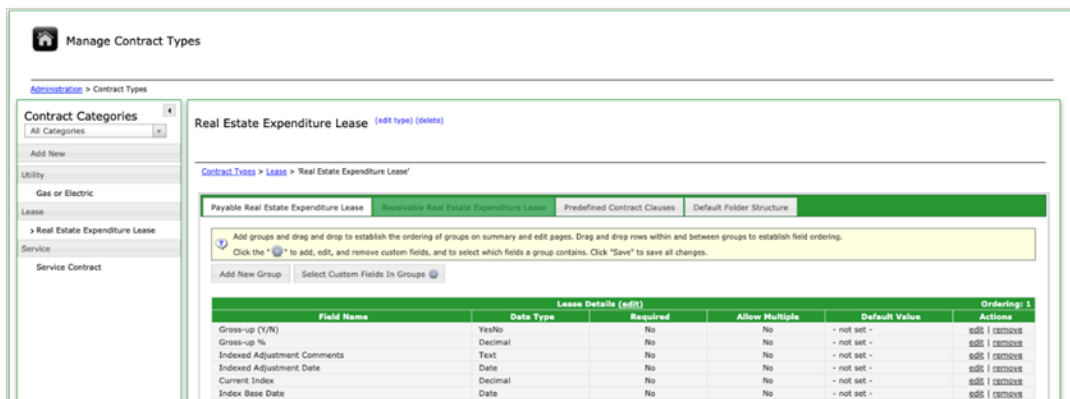 Manage Contract Types
Administration > Contract Types
Contract Categories
All Categories
Add New
Utility
Gas or Electric
Lease
› Real Estate Expenditure Lease
Service
Service Contract
Real Estate Expenditure Lease (edit type) (delete)
Contract Types > Lease > 'Real Estate Expenditure Lease'
Payable Real Estate Expenditure Lease Receivable Real Estate Expenditure Lease Predefined Contract Clauses Default Folder Structure
Add groups and drag and drop to establish the ordering of groups on summary and edit pages. Drag and drop rows within and between groups to establish field ordering.
Click the " " to add, edit, and remove custom fields, and to select which fields a group contains. Click "Save" to save all changes.
Add New Group Select Custom Fields In Groups
Lease Details (edit) Ordering: 1
Field Name Data Type Required Allow Multiple Default Value Actions
Gross-up (Y/N) YesNo No No - not set - edit | remove
Gross-up % Decimal No No - not set - edit | remove
Indexed Adjustment Comments Text No No - not set - edit | remove
Indexed Adjustment Date Date No No - not set - edit | remove
Current Index Decimal No No - not set - edit | remove
Index Base Date Date No No - not set - edit | remove